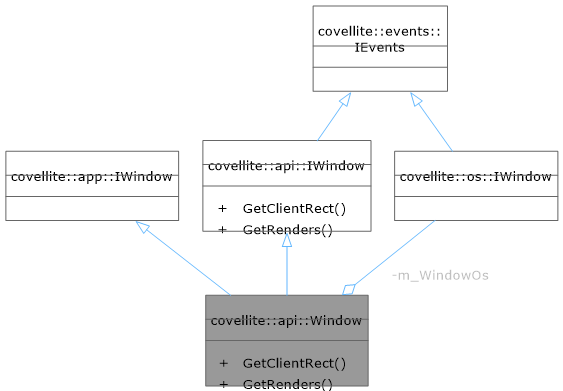 covellite::events::
IEvents
covellite::app::IWindow
covellite::api::IWindow
+ GetClientRect()
+ GetRenders()
covellite::os::IWindow
-m_WindowOs
covellite::api::Window
+ GetClientRect()
+ GetRenders()